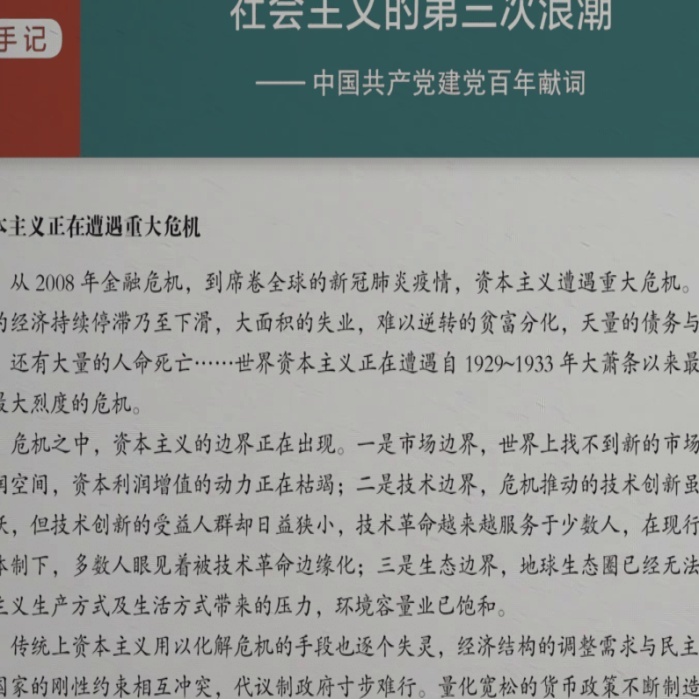 手记
社会主义的第三次浪潮
—— 中国共产党建党百年献词
本主义正在遭遇重大危机
从 2008 年金融危机，到席卷全球的新冠肺炎疫情，资本主义遭遇重大危机。
的经济持续停滞乃至下滑，大面积的失业，难以逆转的贫富分化，天量的债务与
还有大量的人命死亡……世界资本主义正在遭遇自 1929~1933 年大萧条以来最
最大烈度的危机。
危机之中，资本主义的边界正在出现。一是市场边界，世界上找不到新的市场
间空间，资本利润增值的动力正在枯竭；二是技术边界，危机推动的技术创新虽
跃，但技术创新的受益人群却日益狭小，技术革命越来越服务于少数人，在现行
体制下，多数人眼见着被技术革命边缘化；三是生态边界，地球生态圈已经无法
主义生产方式及生活方式带来的压力，环境容量业已饱和。
传统上资本主义用以化解危机的手段也逐个失灵，经济结构的调整需求与民主
国家的刚性约束相互冲突，代议制政府寸步难行。量化宽松的货币政策不断制造